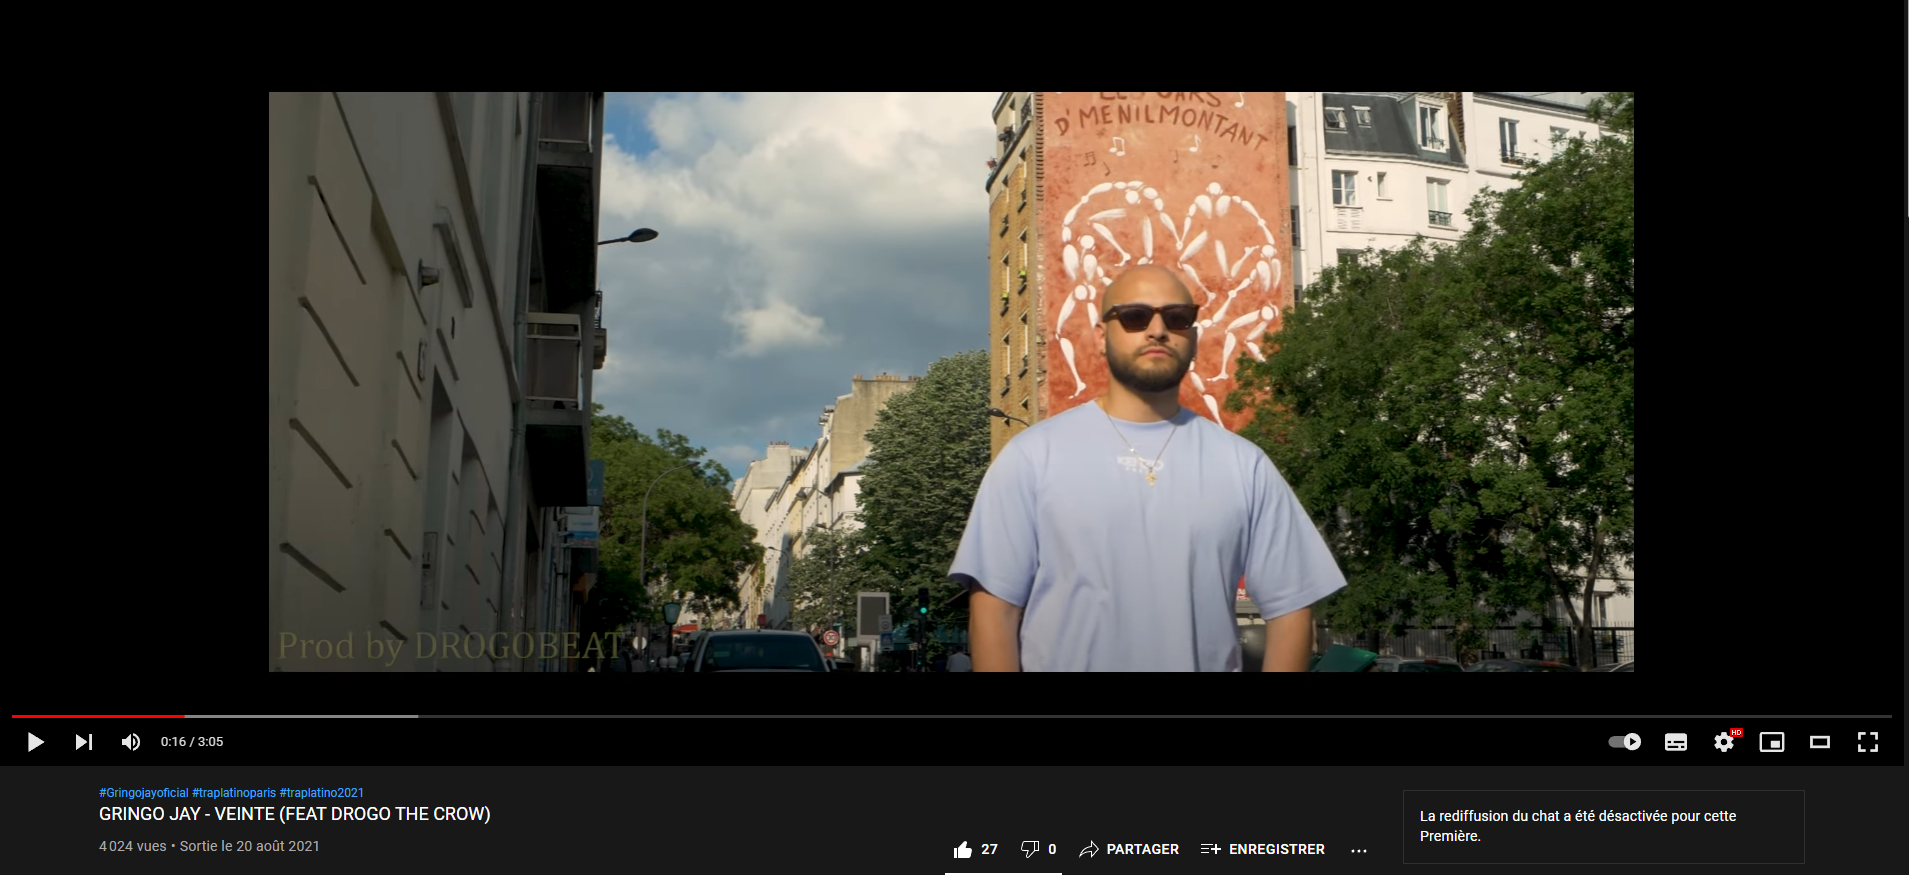 D'MENILMONTANT
Prod by DROGOBEAT
0:16 / 3:05
HD
#Gringojayoficial #traplatinoparis #traplatino2021
GRINGO JAY - VEINTE (FEAT DROGO THE CROW)
4 024 vues • Sortie le 20 août 2021
27
0
PARTAGER
ENREGISTRER
La rediffusion du chat a été désactivée pour cette
Première.